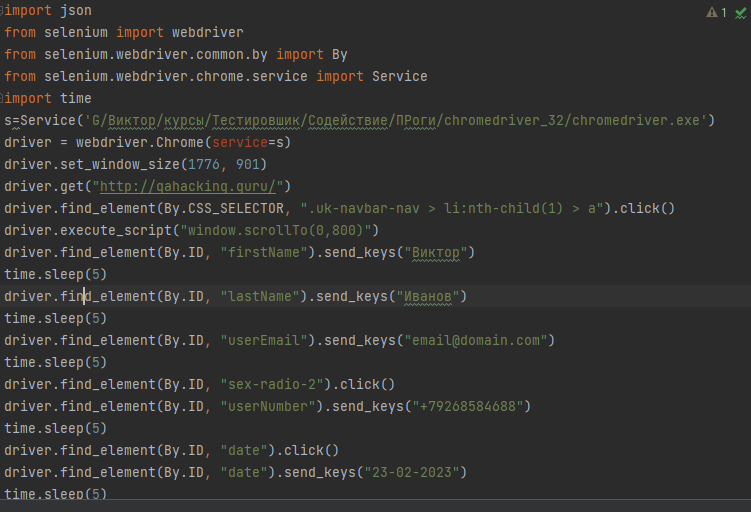 import json
from selenium import webdriver
from selenium.webdriver.common.by import By
from selenium.webdriver.chrome.service import Service
import time
s=Service('G/Виктор/курсы/Тестировшик/Содействие/ПРоги/chromedriver_32/chromedriver.exe')
driver = webdriver.Chrome(service=s)
driver.set_window_size(1776, 901)
driver.get("http://qahacking.guru/")
driver.find_element(By.CSS_SELECTOR, ".uk-navbar-nav > li:nth-child(1) > a").click()
driver.execute_script("window.scrollTo(0,800)")
driver.find_element(By.ID, "firstName").send_keys("Виктор")
time.sleep(5)
driver.find_element(By.ID, "lastName").send_keys("Иванов")
time.sleep(5)
driver.find_element(By.ID, "userEmail").send_keys("email@domain.com")
time.sleep(5)
driver.find_element(By.ID, "sex-radio-2").click()
driver.find_element(By.ID, "userNumber").send_keys("+79268584688")
time.sleep(5)
driver.find_element(By.ID, "date").click()
driver.find_element(By.ID, "date").send_keys("23-02-2023")
time.sleep(5)
1